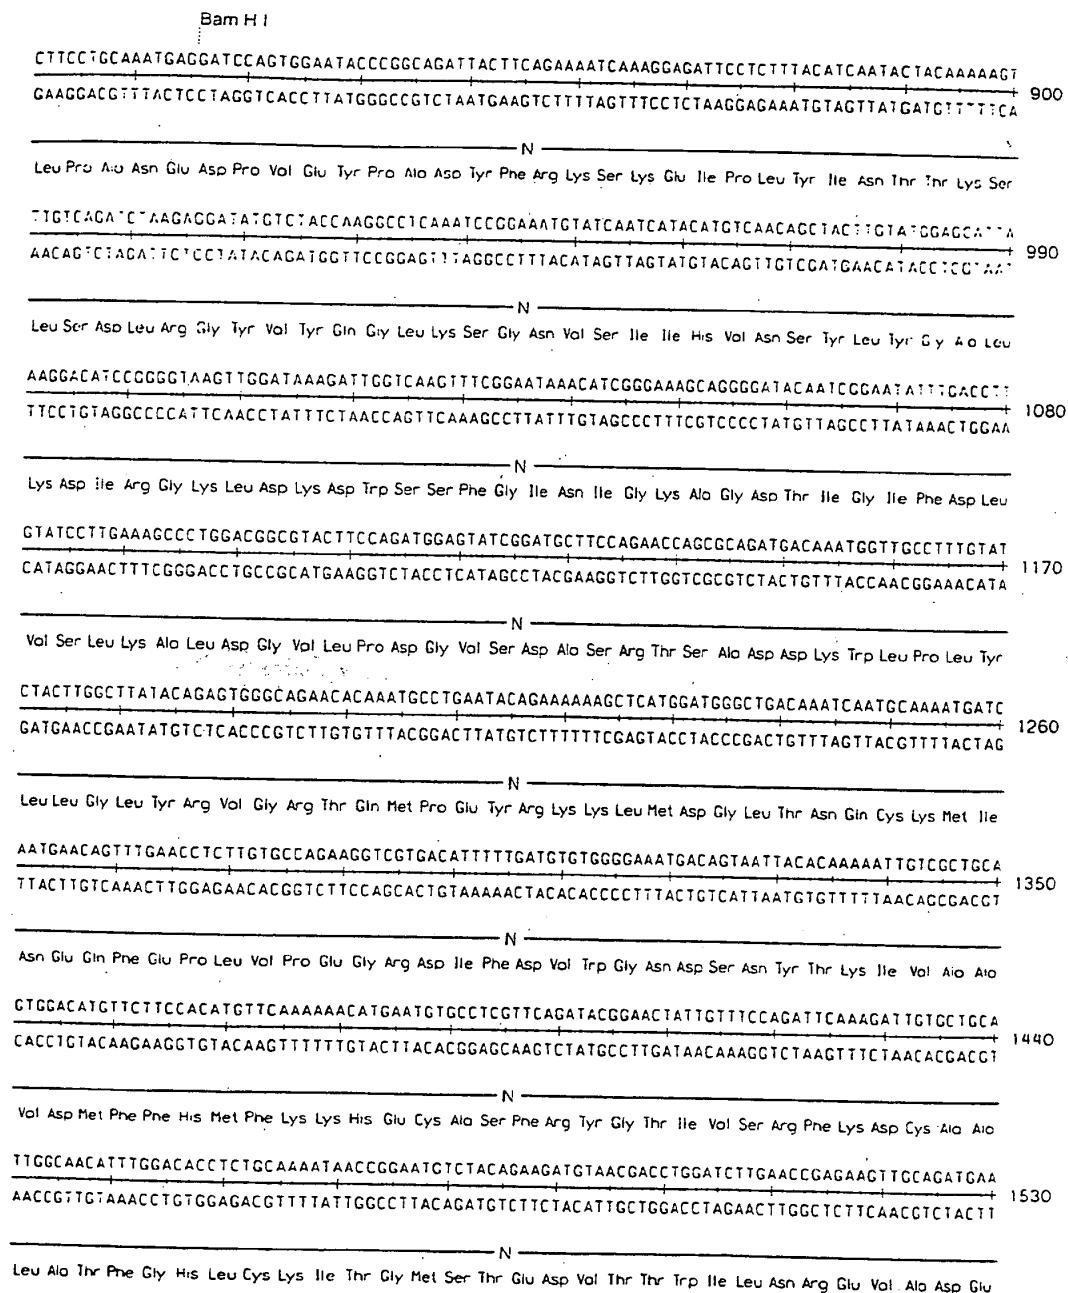 Bam H I
CTTCCTGCAAATGAGGATCCAGTGGAATACCCGGCAGATTACTTCAGAAAATCAAAGGAGATTCCTCTTTACATCAATACTACAAAAAGT
900
GAAGGACGTTTACTCCTAGGTCACCTTATGGGCCGTCTAATGAAGTCTTTTAGTTTCCTCTAAGGAGAAATGTAGTTATGATGTTTTTCA
N
Leu Pro Ala Asn Glu Asp Pro Val Glu Tyr Pro Ala Asp Tyr Phe Arg Lys Ser Lys Glu Ile Pro Leu Tyr Ile Asn Thr Thr Lys Ser
TTGTCAGATCTAAGAGGATATGTCTACCAAGGCCTCAAATCCGGAAATGTATCAATCATACATGTCAACAGCTACTTGTATGGAGCATTA
990
AACAGTCTAGATTCTCCTATACAGATGGTTCCGGAGTTTAGGCCTTTACATAGTTAGTATGTACAGTTGTCGATGAACATACCTCGTAAT
N
Leu Ser Asp Leu Arg Gly Tyr Val Tyr Gln Gly Leu Lys Ser Gly Asn Val Ser Ile Ile His Val Asn Ser Tyr Leu Tyr Gly Ala Leu
AAGGACATCCGGGGTAAGTTGGATAAAGATTGGTCAAGTTTCGGAATAAACATCGGGAAAGCAGGGGATACAATCGGAATATTTGACCTT
1080
TTCCTGTAGGCCCCATTCAACCTATTTCTAACCAGTTCAAAGCCTTATTTGTAGCCCTTTCGTCCCCTATGTTAGCCTTATAAACTGGAA
N
Lys Asp Ile Arg Gly Lys Leu Asp Lys Asp Trp Ser Ser Phe Gly Ile Asn Ile Gly Lys Ala Gly Asp Thr Ile Gly Ile Phe Asp Leu
GTATCCTTGAAAGCCCTGGACGGCGTACTTCCAGATGGAGTATCGGATGCTTCCAGAACCAGCGCAGATGACAAATGGTTGCCTTTGTAT
1170
CATAGGAACTTTCGGGACCTGCCGCATGAAGGTCTACCTCATAGCCTACGAAGGTCTTGGTCGCGTCTACTGTTTACCAACGGAAACATA
N
Val Ser Leu Lys Ala Leu Asp Gly Val Leu Pro Asp Gly Val Ser Asp Ala Ser Arg Thr Ser Ala Asp Asp Lys Trp Leu Pro Leu Tyr
CTACTTGGCTTATACAGAGTGGGCAGAACACAAATGCCTGAATACAGAAAAAAGCTCATGGATGGGCTGACAAATCAATGCAAAATGATC
1260
GATGAACCGAATATGTCTCACCCGTCTTGTGTTTACGGACTTATGTCTTTTTTCGAGTACCTACCCGACTGTTTAGTTACGTTTTACTAG
N
Leu Leu Gly Leu Tyr Arg Val Gly Arg Thr Gln Met Pro Glu Tyr Arg Lys Lys Leu Met Asp Gly Leu Thr Asn Gln Cys Lys Met Ile
AATGAACAGTTTGAACCTCTTGTGCCAGAAGGTCGTGACATTTTTGATGTGTGGGGAAATGACAGTAATTACACAAAAATTGTCGCTGCA
1350
TTACTTGTCAAACTTGGAGAACACGGTCTTCCAGCACTGTAAAAACTACACACCCCTTTACTGTCATTAATGTGTTTTTAACAGCGACGT
N
Asn Glu Gln Phe Glu Pro Leu Val Pro Glu Gly Arg Asp Ile Phe Asp Val Trp Gly Asn Asp Ser Asn Tyr Thr Lys Ile Val Ala Ala
GTGGACATGTTCTTCCACATGTTCAAAAAACATGAATGTGCCTCGTTCAGATACGGAACTATTGTTTCCAGATTCAAAGATTGTGCTGCA
1440
CACCTGTACAAGAAGGTGTACAAGTTTTTTGTACTTACACGGAGCAAGTCTATGCCTTGATAACAAAGGTCTAAGTTTCTAACACGACGT
N
Val Asp Met Phe Phe His Met Phe Lys Lys His Glu Cys Ala Ser Phe Arg Tyr Gly Thr Ile Val Ser Arg Phe Lys Asp Cys Ala Ala
TTGGCAACATTTGGACACCTCTGCAAAATAACCGGAATGTCTACAGAAGATGTAACGACCTGGATCTTGAACCGAGAAGTTGCAGATGAA
1530
AACCGTTGTAAACCTGTGGAGACGTTTTATTGGCCTTACAGATGTCTTCTACATTGCTGGACCTAGAACTTGGCTCTTCAACGTCTACTT
N
Leu Ala Thr Phe Gly His Leu Cys Lys Ile Thr Gly Met Ser Thr Glu Asp Val Thr Thr Trp Ile Leu Asn Arg Glu Val Ala Asp Glu